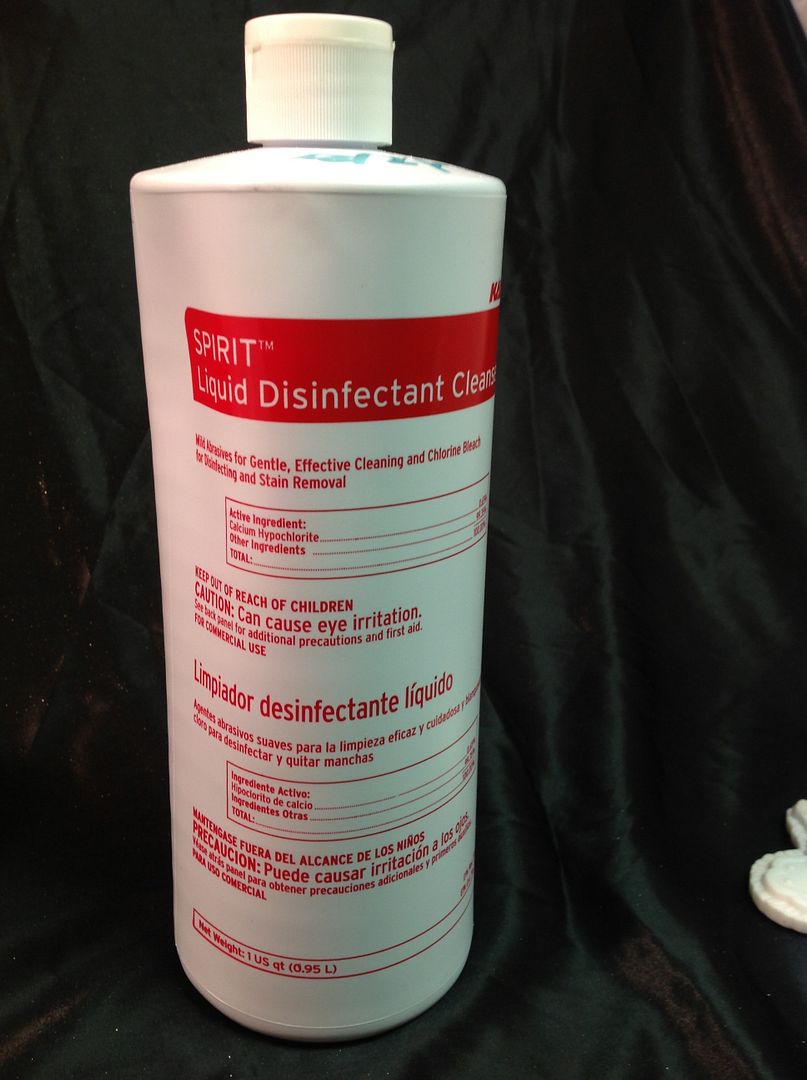 SPIRIT™
Liquid Disinfectant Cleans
Mild Abrasives for Gentle, Effective Cleaning and Chlorine Bleach
for Disinfecting and Stain Removal
Active Ingredient:
Calcium Hypochlorite
Other Ingredients
TOTAL:
KEEP OUT OF REACH OF CHILDREN
CAUTION: Can cause eye irritation.
See back panel for additional precautions and first aid.
FOR COMMERCIAL USE
Limpiador desinfectante líquido
Agentes abrasivos suaves para la limpieza eficaz y cuidadosa y
cloro para desinfectar y quitar manchas
Ingrediente Activo:
Hipoclorito de calcio
Ingredientes Otras
TOTAL:
MANTENGASE FUERA DEL ALCANCE DE LOS NIÑOS
PRECAUCION: Puede causar irritación a los ojos.
Véase atrás panel para obtener precauciones adicionales y primeros
PARA USO COMERCIAL
Net Weight: 1 US qt (0.95 L)